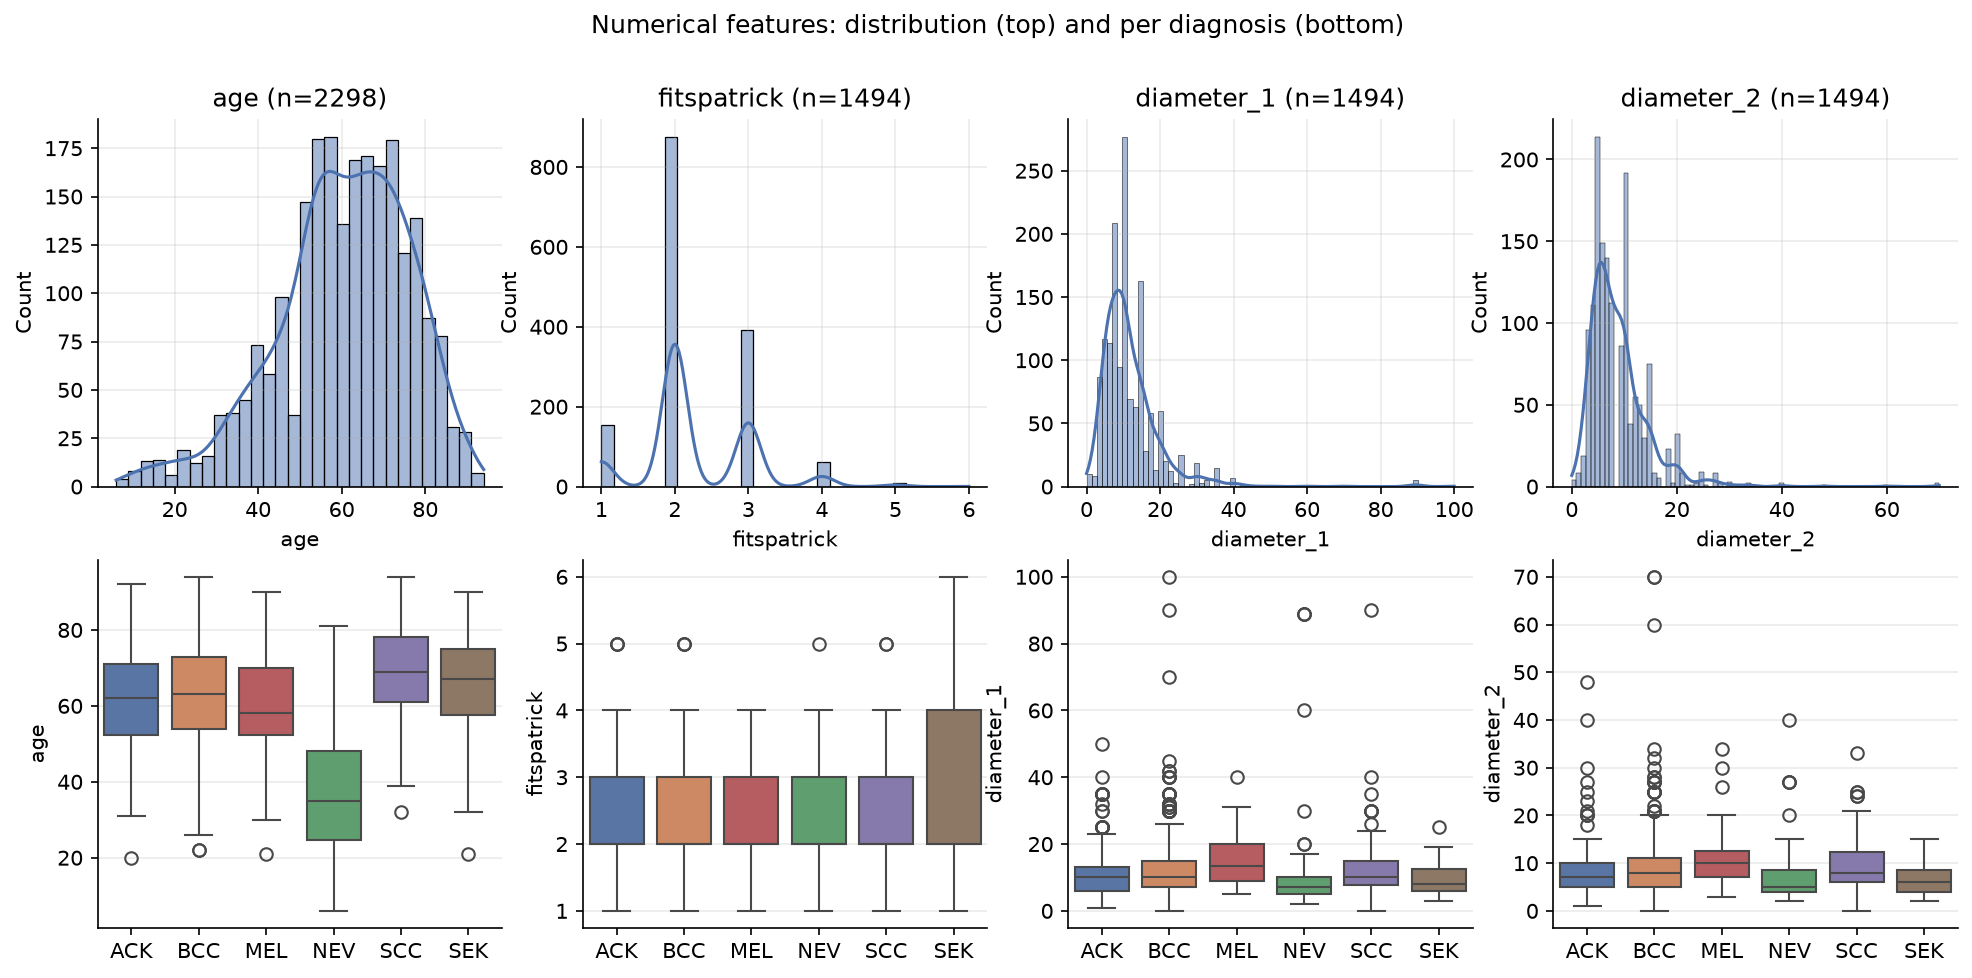 Numerical features: distribution (top) and per diagnosis (bottom)
age (n=2298)
Count
175
150
125
100
75
50
25
0
20 40 60 80
age
fitspatrick (n=1494)
Count
800
600
400
200
0
1 2 3 4 5 6
fitspatrick
diameter_1 (n=1494)
Count
250
200
150
100
50
0
0 20 40 60 80 100
diameter_1
diameter_2 (n=1494)
Count
200
150
100
50
0
0 20 40 60
diameter_2
age
80
60
40
20
ACK BCC MEL NEV SCC SEK
fitspatrick
6
5
4
3
2
1
ACK BCC MEL NEV SCC SEK
diameter_1
100
80
60
40
20
0
ACK BCC MEL NEV SCC SEK
diameter_2
70
60
50
40
30
20
10
0
ACK BCC MEL NEV SCC SEK